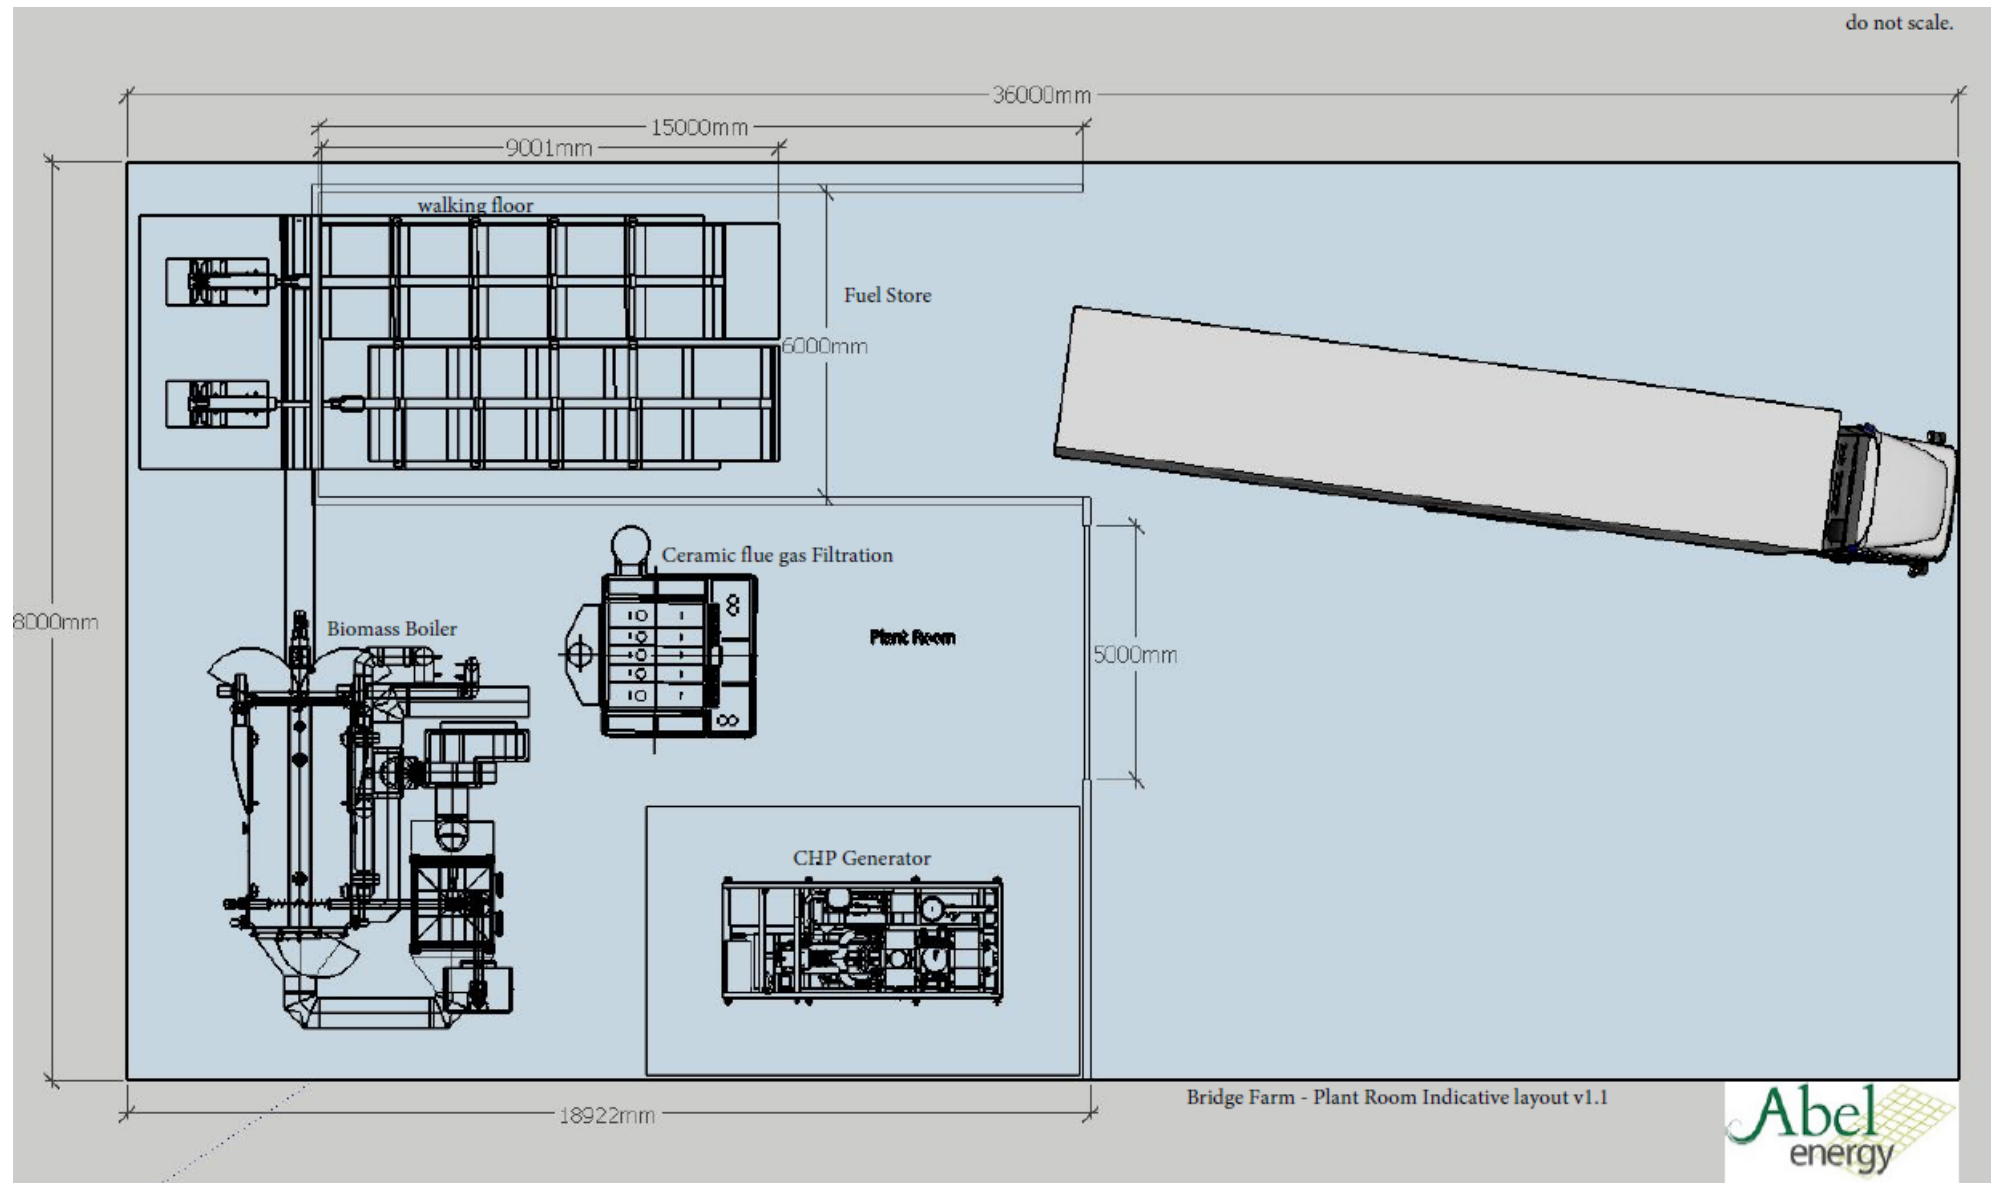 do not scale.
36000mm
15000mm
9001mm
walking floor
Fuel Store
6000mm
Ceramic flue gas Filtration
8000mm
Biomass Boiler
Plant Room
5000mm
CHP Generator
Bridge Farm - Plant Room Indicative layout v1.1
18922mm
Abel
energy